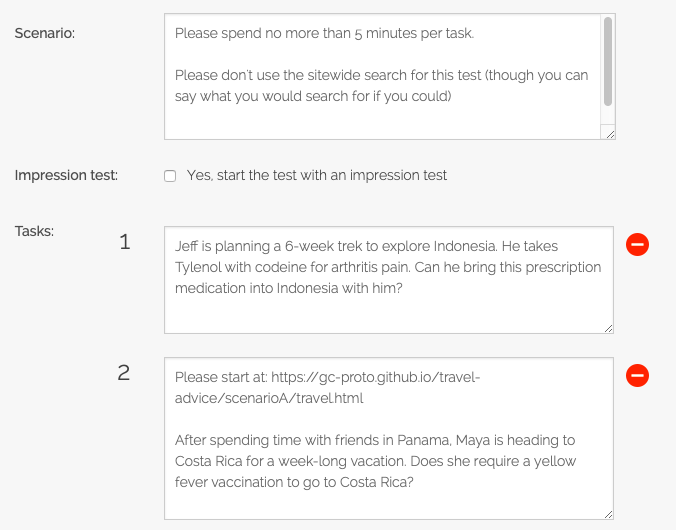 Scenario:
Please spend no more than 5 minutes per task.
Please don't use the sitewide search for this test (though you can
say what you would search for if you could)
Impression test:
Yes, start the test with an impression test
Tasks:
1
Jeff is planning a 6-week trek to explore Indonesia. He takes
Tylenol with codeine for arthritis pain. Can he bring this prescription
medication into Indonesia with him?
2
Please start at: https://gc-proto.github.io/travel-
advice/scenarioA/travel.html
After spending time with friends in Panama, Maya is heading to
Costa Rica for a week-long vacation. Does she require a yellow
fever vaccination to go to Costa Rica?